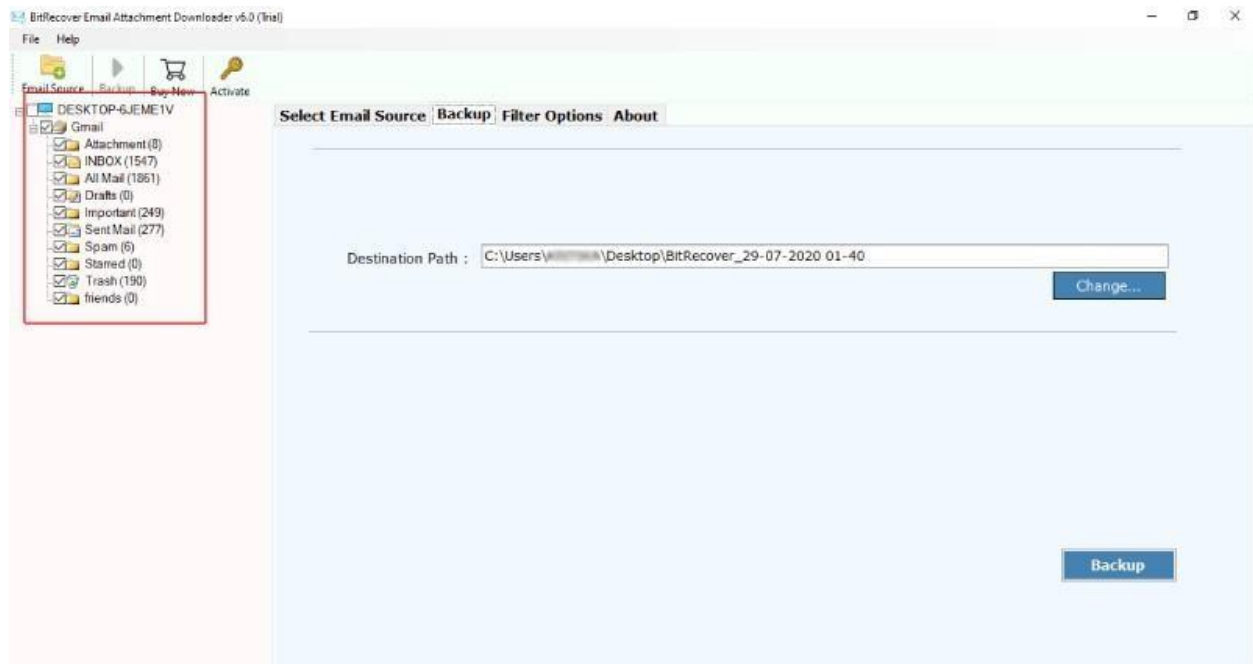 BitRecover Email Attachment Downloader v6.0 (Trial)
File Help
Email Source Backup Buy Now Activate
DESKTOP-6JEME1V
Gmail
Attachment (8)
INBOX (1547)
All Mail (1861)
Drafts (0)
Important (249)
Sent Mail (277)
Spam (6)
Starred (0)
Trash (190)
friends (0)
Select Email Source Backup Filter Options About
Destination Path : C:\Users\ \Desktop\BitRecover_29-07-2020 01-40
Change...
Backup